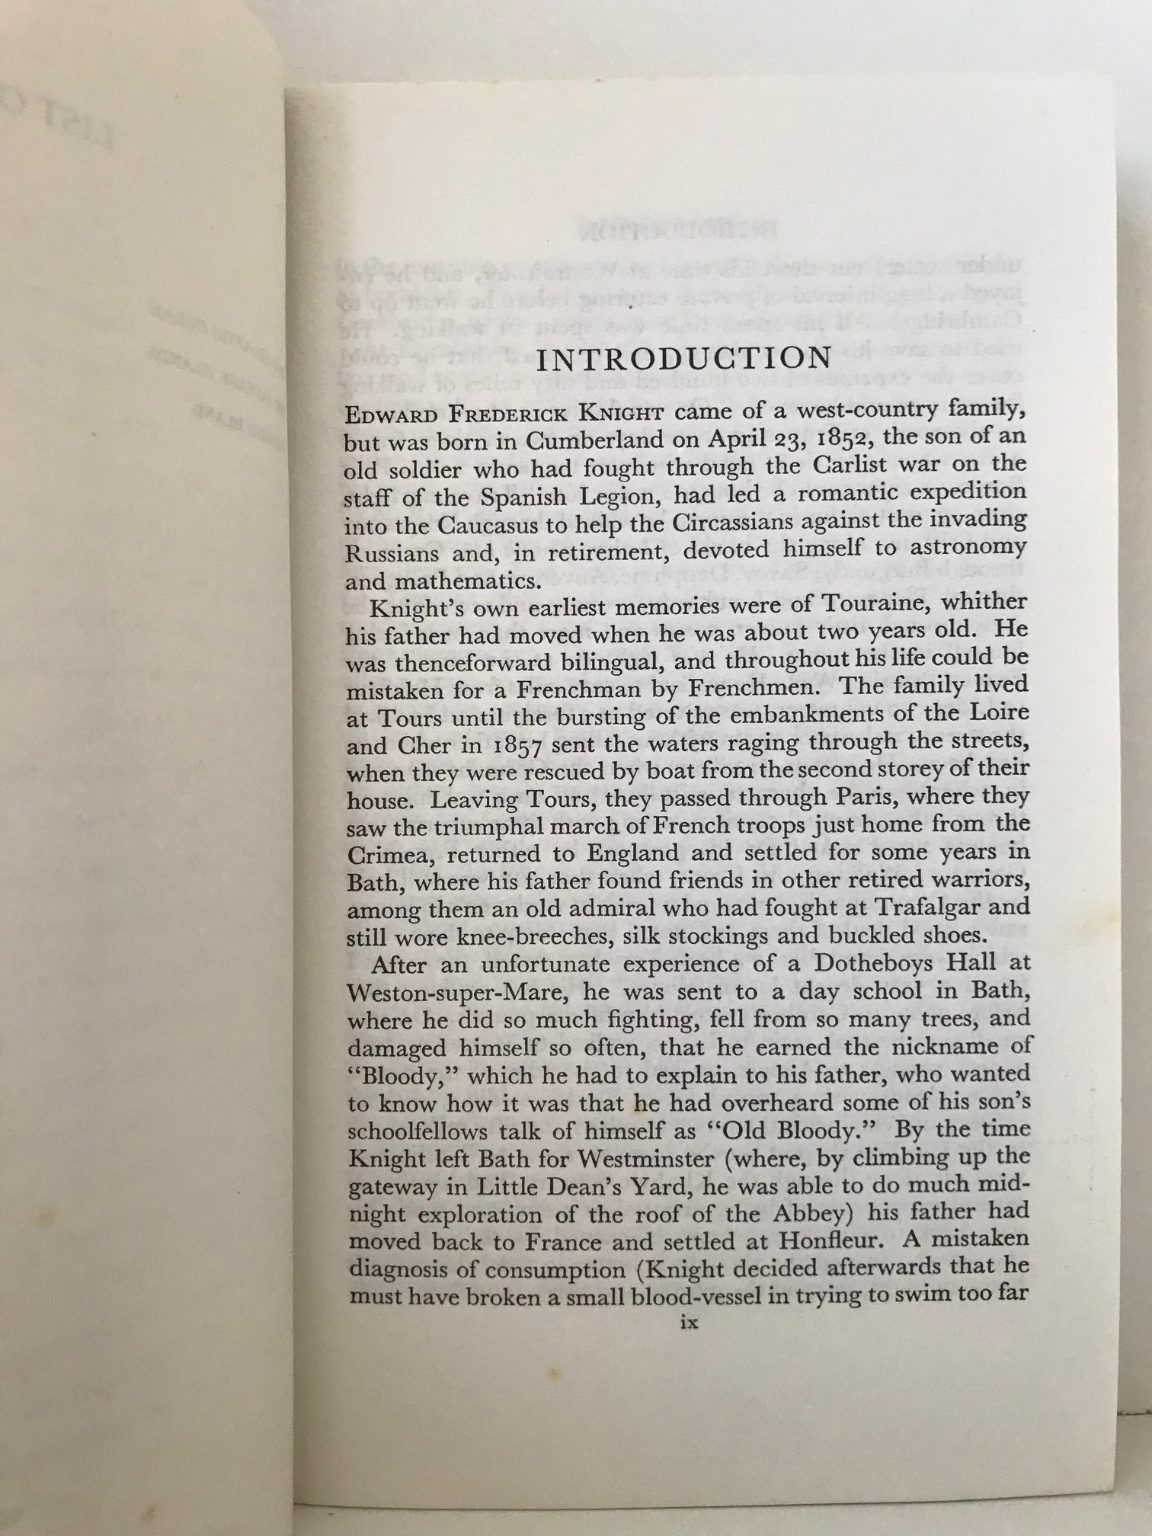 INTRODUCTION
EDWARD FREDERICK KNIGHT came of a west-country family,
but was born in Cumberland on April 23, 1852, the son of an
old soldier who had fought through the Carlist war on the
staff of the Spanish Legion, had led a romantic expedition
into the Caucasus to help the Circassians against the invading
Russians and, in retirement, devoted himself to astronomy
and mathematics.
Knight's own earliest memories were of Touraine, whither
his father had moved when he was about two years old. He
was thenceforward bilingual, and throughout his life could be
mistaken for a Frenchman by Frenchmen. The family lived
at Tours until the bursting of the embankments of the Loire
and Cher in 1857 sent the waters raging through the streets,
when they were rescued by boat from the second storey of their
house. Leaving Tours, they passed through Paris, where they
saw the triumphal march of French troops just home from the
Crimea, returned to England and settled for some years in
Bath, where his father found friends in other retired warriors,
among them an old admiral who had fought at Trafalgar and
still wore knee-breeches, silk stockings and buckled shoes.
After an unfortunate experience of a Dotheboys Hall at
Weston-super-Mare, he was sent to a day school in Bath,
where he did so much fighting, fell from so many trees, and
damaged himself so often, that he earned the nickname of
"Bloody," which he had to explain to his father, who wanted
to know how it was that he had overheard some of his son's
schoolfellows talk of himself as "Old Bloody." By the time
Knight left Bath for Westminster (where, by climbing up the
gateway in Little Dean's Yard, he was able to do much mid-
night exploration of the roof of the Abbey) his father had
moved back to France and settled at Honfleur. A mistaken
diagnosis of consumption (Knight decided afterwards that he
must have broken a small blood-vessel in trying to swim too far
ix